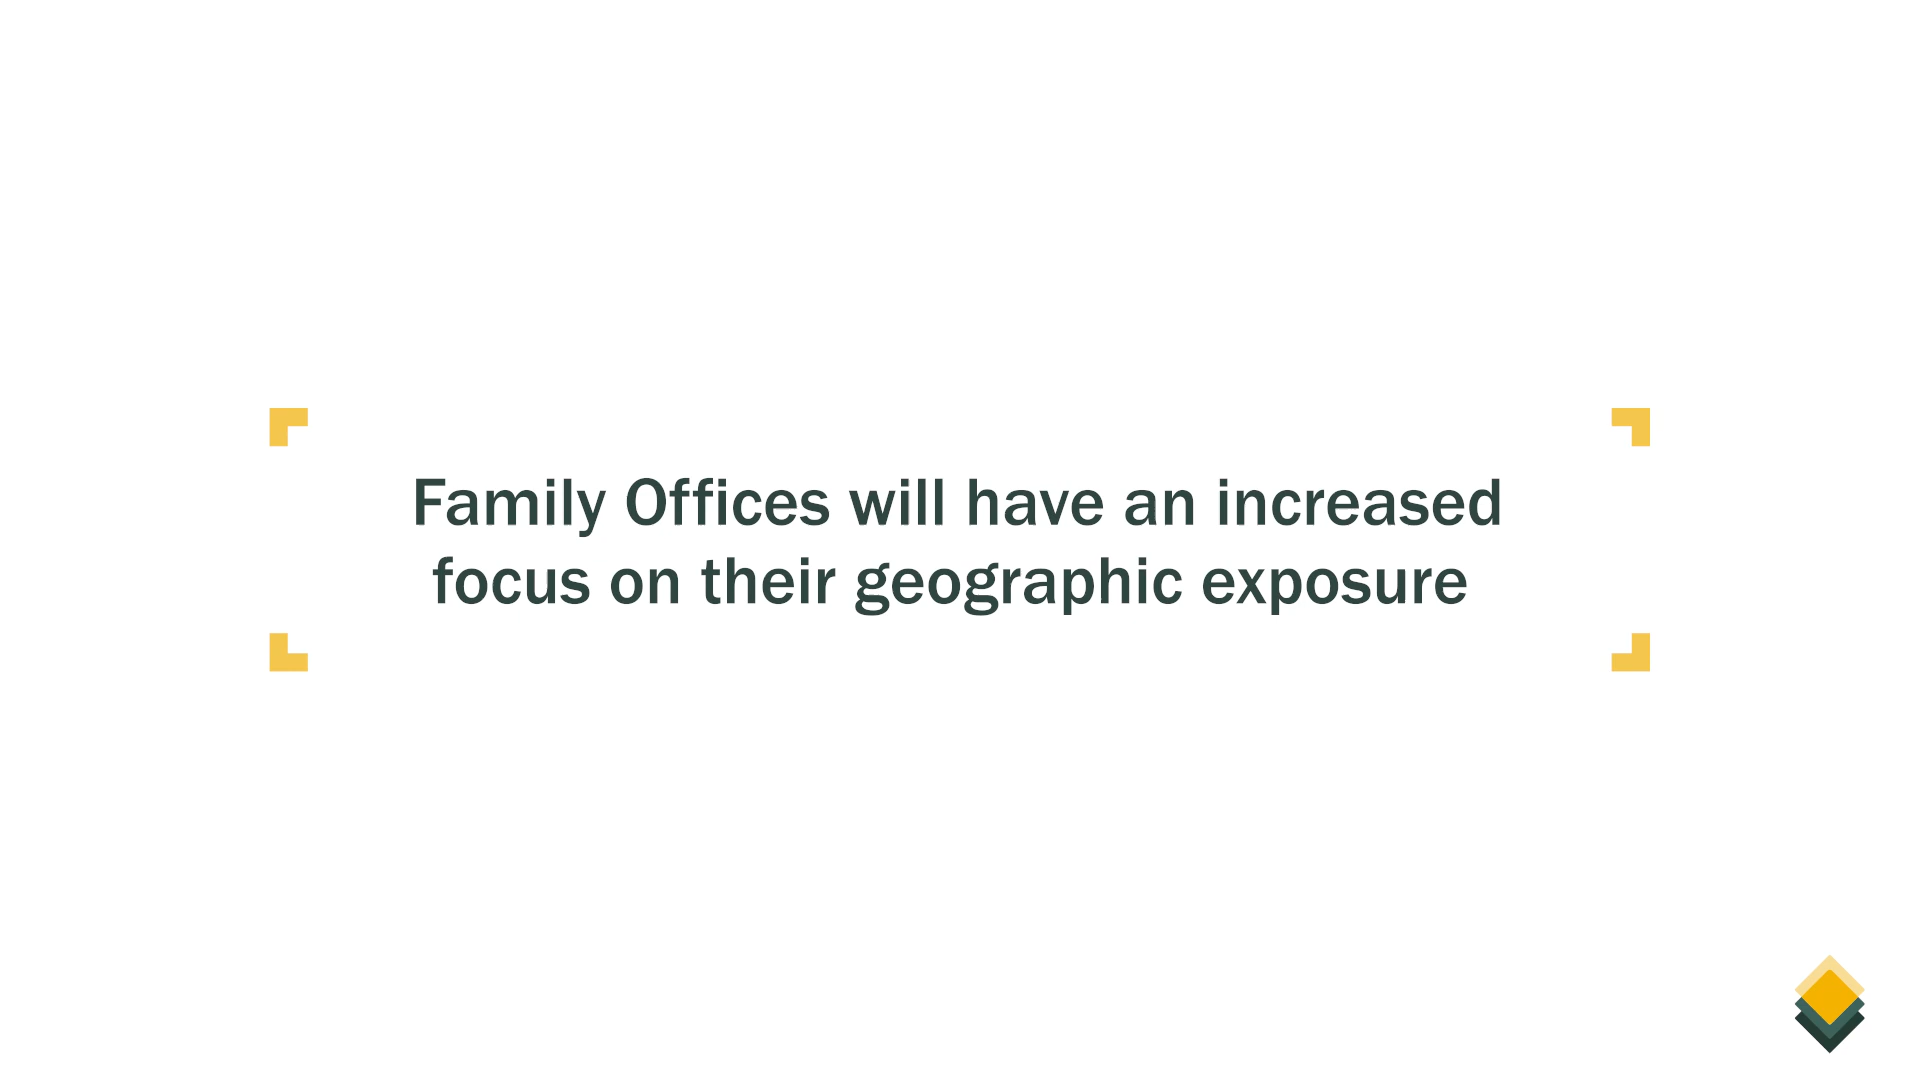 Family Offices will have an increased
focus on their geographic exposure